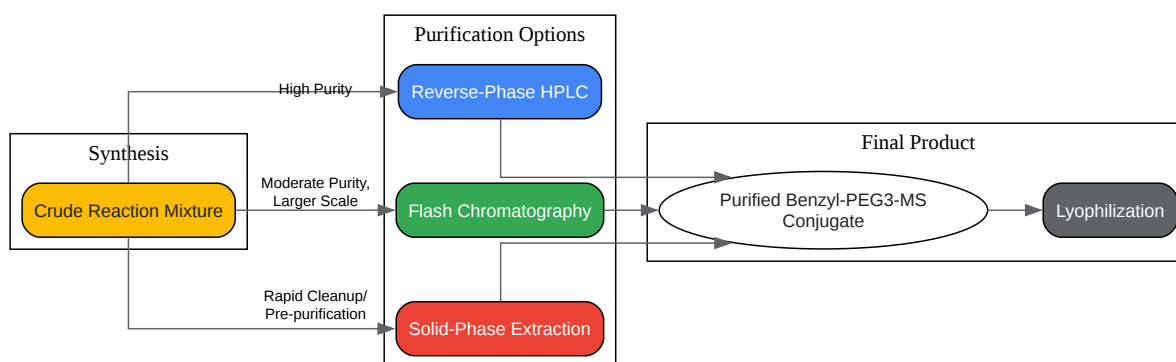 Purification Options
Reverse-Phase HPLC
High Purity
Synthesis
Crude Reaction Mixture
Moderate Purity,
Larger Scale
Flash Chromatography
Rapid Cleanup/
Pre-purification
Solid-Phase Extraction
Final Product
Purified Benzyl-PEG3-MS
Conjugate
Lyophilization